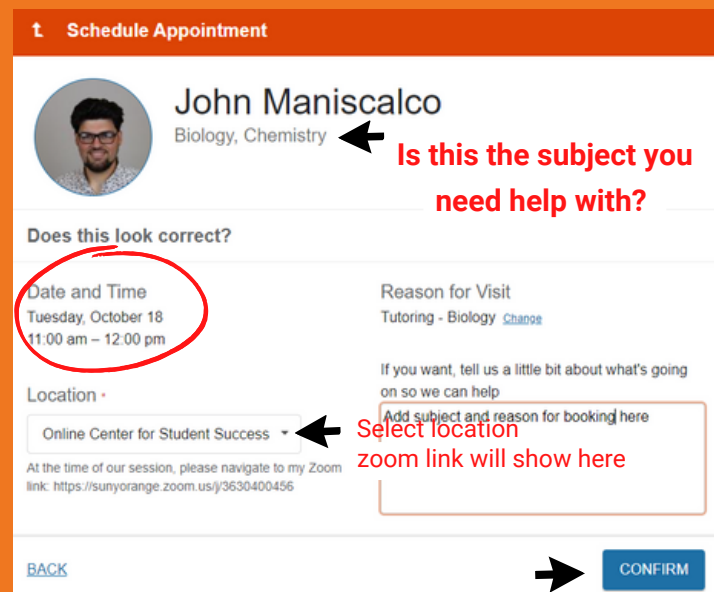 Schedule Appointment
John Maniscalco
Biology, Chemistry
Is this the subject you
need help with?
Does this look correct?
Date and Time
Tuesday, October 18
11:00 am – 12:00 pm
Location
Online Center for Student Success
At the time of our session, please navigate to my Zoom
link: https://sunyorange.zoom.us/j/3630400456
Reason for Visit
Tutoring - Biology Change
If you want, tell us a little bit about what's going
on so we can help
Add subject and reason for booking here
Select location
zoom link will show here
BACK
CONFIRM